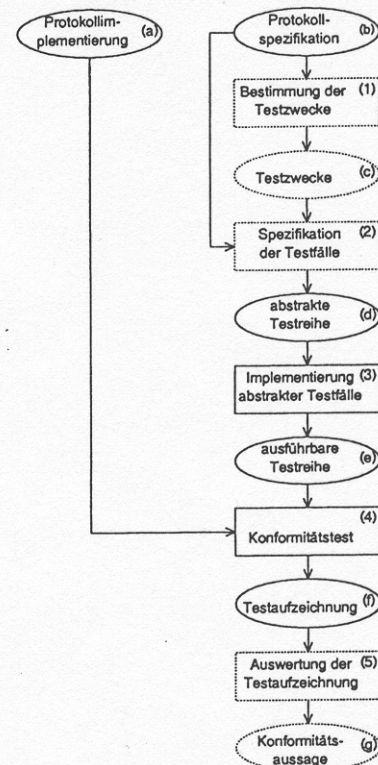 Protokollim-
plementierung (a)
Protokoll-
spezifikation (b)
Bestimmung der (1)
Testzwecke
Testzwecke (c)
Spezifikation (2)
der Testfälle
abstrakte
Testreihe (d)
Implementierung (3)
abstrakter Testfälle
ausführbare
Testreihe (e)
(4)
Konformitätstest
Testaufzeichnung (f)
Auswertung der (5)
Testaufzeichnung
Konformitäts-
aussage (g)